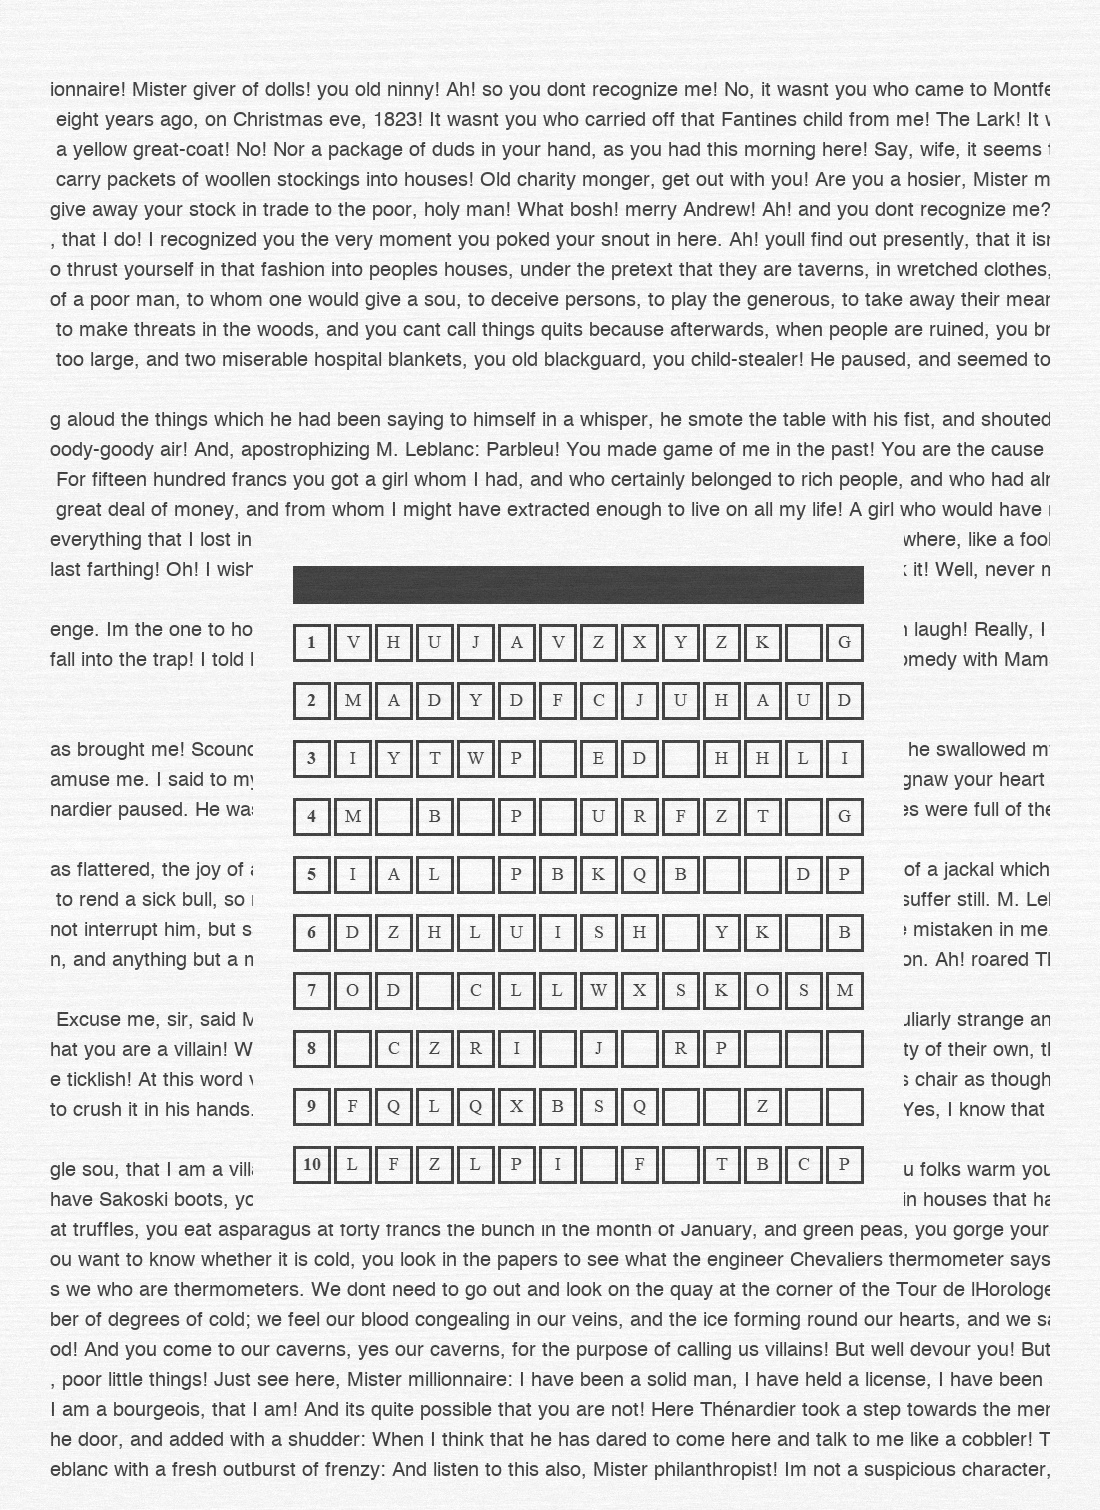 ionnaire! Mister giver of dolls! you old ninny! Ah! so you dont recognize me! No, it wasnt you who came to Montfe
eight years ago, on Christmas eve, 1823! It wasnt you who carried off that Fantines child from me! The Lark! It
a yellow great-coat! No! Nor a package of duds in your hand, as you had this morning here! Say, wife, it seems
carry packets of woollen stockings into houses! Old charity monger, get out with you! Are you a hosier, Mister m
give away your stock in trade to the poor, holy man! What bosh! merry Andrew! Ah! and you dont recognize me?
, that I do! I recognized you the very moment you poked your snout in here. Ah! youll find out presently, that it isn
o thrust yourself in that fashion into peoples houses, under the pretext that they are taverns, in wretched clothes,
of a poor man, to whom one would give a sou, to deceive persons, to play the generous, to take away their mean
to make threats in the woods, and you cant call things quits because afterwards, when people are ruined, you br
too large, and two miserable hospital blankets, you old blackguard, you child-stealer! He paused, and seemed to
g aloud the things which he had been saying to himself in a whisper, he smote the table with his fist, and shouted
oody-goody air! And, apostrophizing M. Leblanc: Parbleu! You made game of me in the past! You are the cause
For fifteen hundred francs you got a girl whom I had, and who certainly belonged to rich people, and who had alr
great deal of money, and from whom I might have extracted enough to live on all my life! A girl who would have
everything that I lost in where, like a fool
last farthing! Oh! I wish it! Well, never m
enge. Im the one to ho laugh! Really, I
fall into the trap! I told omedy with Mam
as brought me! Scound he swallowed m
amuse me. I said to my gnaw your heart
nardier paused. He was es were full of the
as flattered, the joy of a of a jackal which
to rend a sick bull, so suffer still. M. Leb
not interrupt him, but s mistaken in me.
n, and anything but a m on. Ah! roared Th
Excuse me, sir, said M uliarly strange an
hat you are a villain! W ty of their own, th
e ticklish! At this word s chair as though
to crush it in his hands. Yes, I know that
gle sou, that I am a villa u folks warm you
have Sakoski boots, yo in houses that ha
at truffles, you eat asparagus at forty francs the bunch in the month of January, and green peas, you gorge your
ou want to know whether it is cold, you look in the papers to see what the engineer Chevaliers thermometer says
s we who are thermometers. We dont need to go out and look on the quay at the corner of the Tour de lHorologe
ber of degrees of cold; we feel our blood congealing in our veins, and the ice forming round our hearts, and we sa
od! And you come to our caverns, yes our caverns, for the purpose of calling us villains! But well devour you! But
, poor little things! Just see here, Mister millionnaire: I have been a solid man, I have held a license, I have been
I am a bourgeois, that I am! And its quite possible that you are not! Here Thénardier took a step towards the men
he door, and added with a shudder: When I think that he has dared to come here and talk to me like a cobbler! T
eblanc with a fresh outburst of frenzy: And listen to this also, Mister philanthropist! Im not a suspicious character,
1 V H U J A V Z X Y Z K G
2 M A D Y D F C J U H A U D
3 I Y T W P E D H H L I
4 M B P U R F Z T G
5 I A L P B K Q B D P
6 D Z H L U I S H Y K B
7 O D C L L W X S K O S M
8 C Z R I J R P
9 F Q L Q X B S Q Z
10 L F Z L P I F T B C P